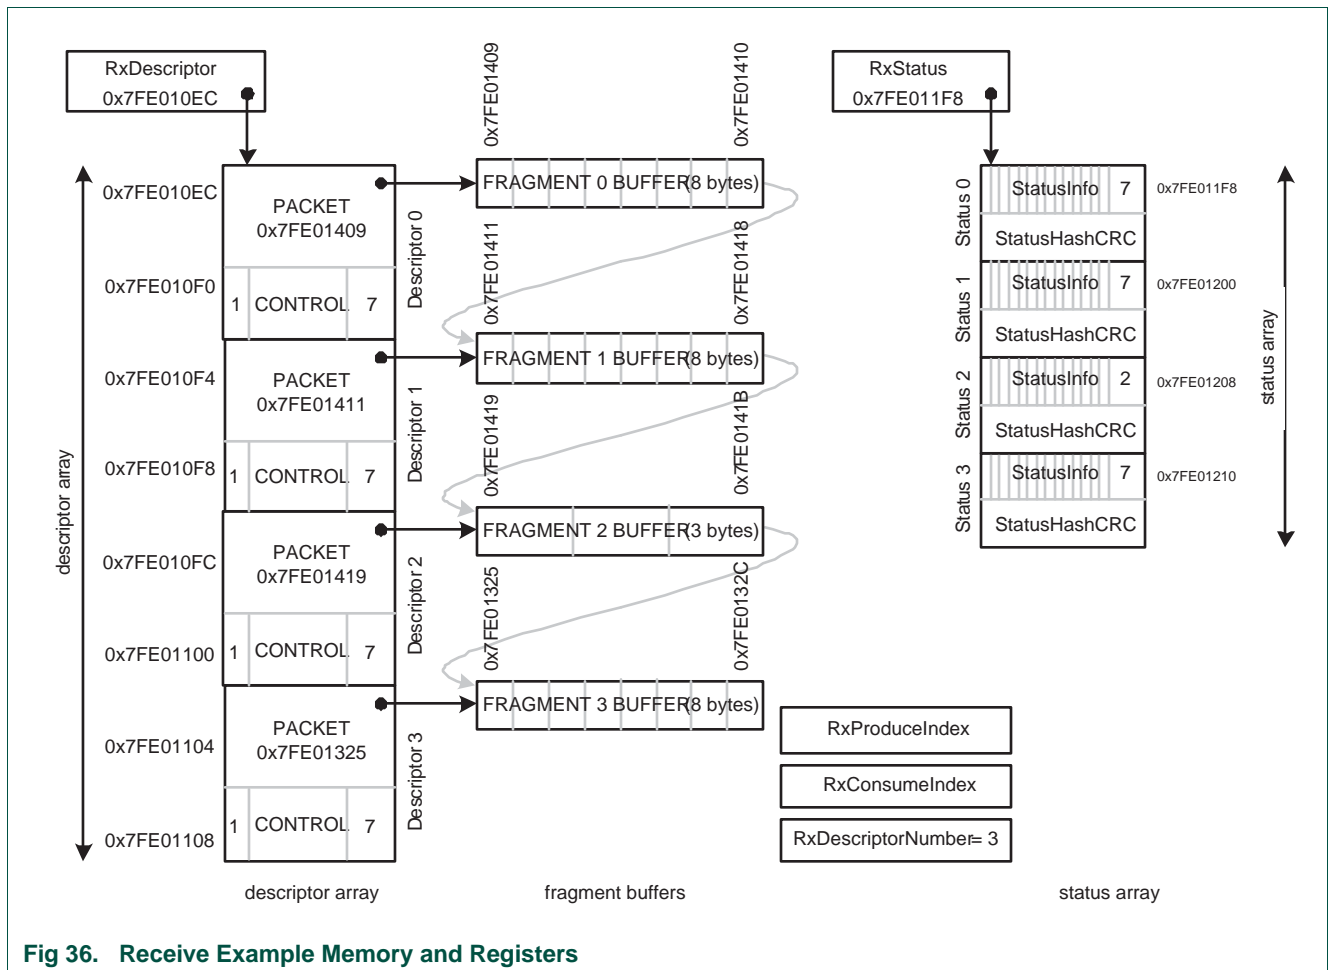 RxDescriptor
0x7FE010EC
0x7FE01409
0x7FE01410
RxStatus
0x7FE011F8
0x7FE010EC
PACKET
0x7FE01409
Descriptor 0
FRAGMENT 0 BUFFER(8 bytes)
0x7FE010F0
1 CONTROL 7
0x7FE01411
0x7FE01418
0x7FE010F4
PACKET
0x7FE01411
Descriptor 1
FRAGMENT 1 BUFFER(8 bytes)
0x7FE010F8
1 CONTROL 7
0x7FE01419
0x7FE0141B
0x7FE010FC
PACKET
0x7FE01419
Descriptor 2
FRAGMENT 2 BUFFER(3 bytes)
0x7FE01100
1 CONTROL 7
0x7FE01325
0x7FE0132C
0x7FE01104
PACKET
0x7FE01325
Descriptor 3
FRAGMENT 3 BUFFER(8 bytes)
0x7FE01108
1 CONTROL 7
descriptor array
Status 0
StatusInfo 7
0x7FE011F8
StatusHashCRC
Status 1
StatusInfo 7
0x7FE01200
StatusHashCRC
Status 2
StatusInfo 2
0x7FE01208
StatusHashCRC
Status 3
StatusInfo 7
0x7FE01210
StatusHashCRC
status array
RxProduceIndex
RxConsumeIndex
RxDescriptorNumber= 3
descriptor array
fragment buffers
status array
Fig 36. Receive Example Memory and Registers